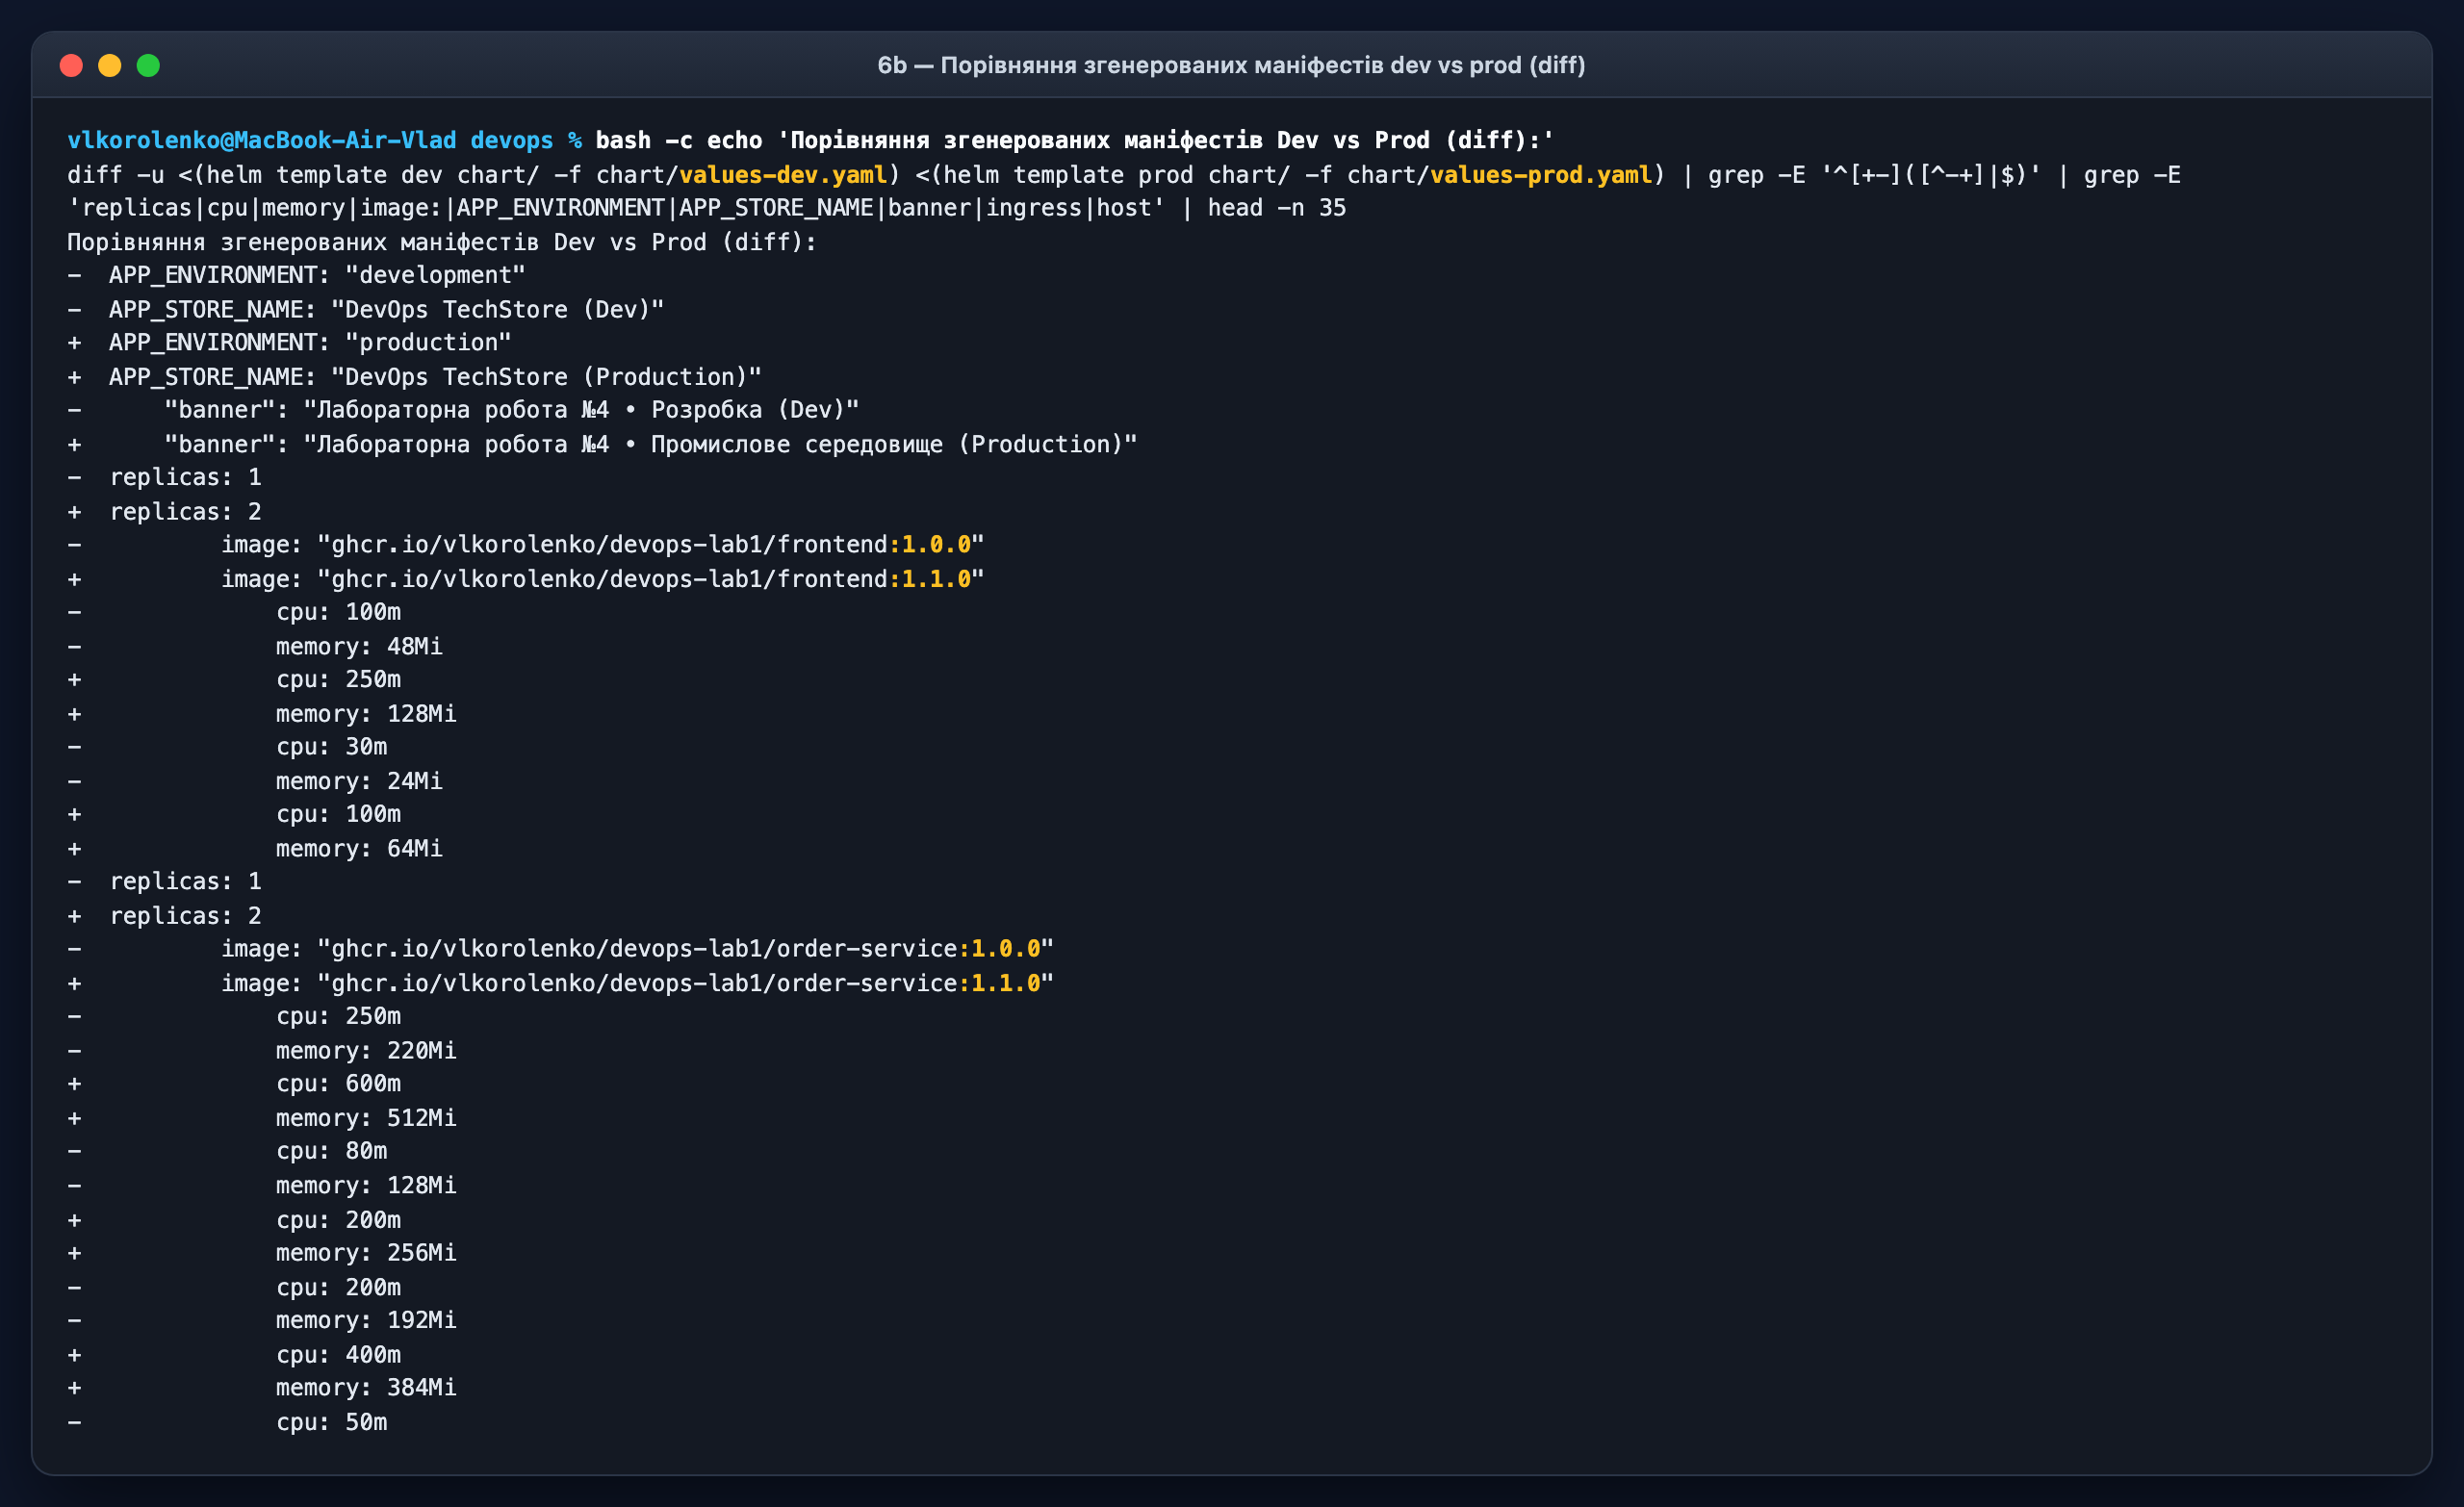 6b — Порівняння згенерованих маніфестів dev vs prod (diff)
vlkorolenko@MacBook-Air-Vlad devops % bash -c echo 'Порівняння згенерованих маніфестів Dev vs Prod (diff):'
diff -u <(helm template dev chart/ -f chart/values-dev.yaml) <(helm template prod chart/ -f chart/values-prod.yaml) | grep -E '^[+-]([^-+]|$)' | grep -E
'replicas|cpu|memory|image:|APP_ENVIRONMENT|APP_STORE_NAME|banner|ingress|host' | head -n 35
Порівняння згенерованих маніфестів Dev vs Prod (diff):
-  APP_ENVIRONMENT: "development"
-  APP_STORE_NAME: "DevOps TechStore (Dev)"
+  APP_ENVIRONMENT: "production"
+  APP_STORE_NAME: "DevOps TechStore (Production)"
-      "banner": "Лабораторна робота №4 • Розробка (Dev)"
+      "banner": "Лабораторна робота №4 • Промислове середовище (Production)"
-  replicas: 1
+  replicas: 2
-          image: "ghcr.io/vlkorolenko/devops-lab1/frontend:1.0.0"
+          image: "ghcr.io/vlkorolenko/devops-lab1/frontend:1.1.0"
-              cpu: 100m
-              memory: 48Mi
+              cpu: 250m
+              memory: 128Mi
-              cpu: 30m
-              memory: 24Mi
+              cpu: 100m
+              memory: 64Mi
-  replicas: 1
+  replicas: 2
-          image: "ghcr.io/vlkorolenko/devops-lab1/order-service:1.0.0"
+          image: "ghcr.io/vlkorolenko/devops-lab1/order-service:1.1.0"
-              cpu: 250m
-              memory: 220Mi
+              cpu: 600m
+              memory: 512Mi
-              cpu: 80m
-              memory: 128Mi
+              cpu: 200m
+              memory: 256Mi
-              cpu: 200m
-              memory: 192Mi
+              cpu: 400m
+              memory: 384Mi
-              cpu: 50m